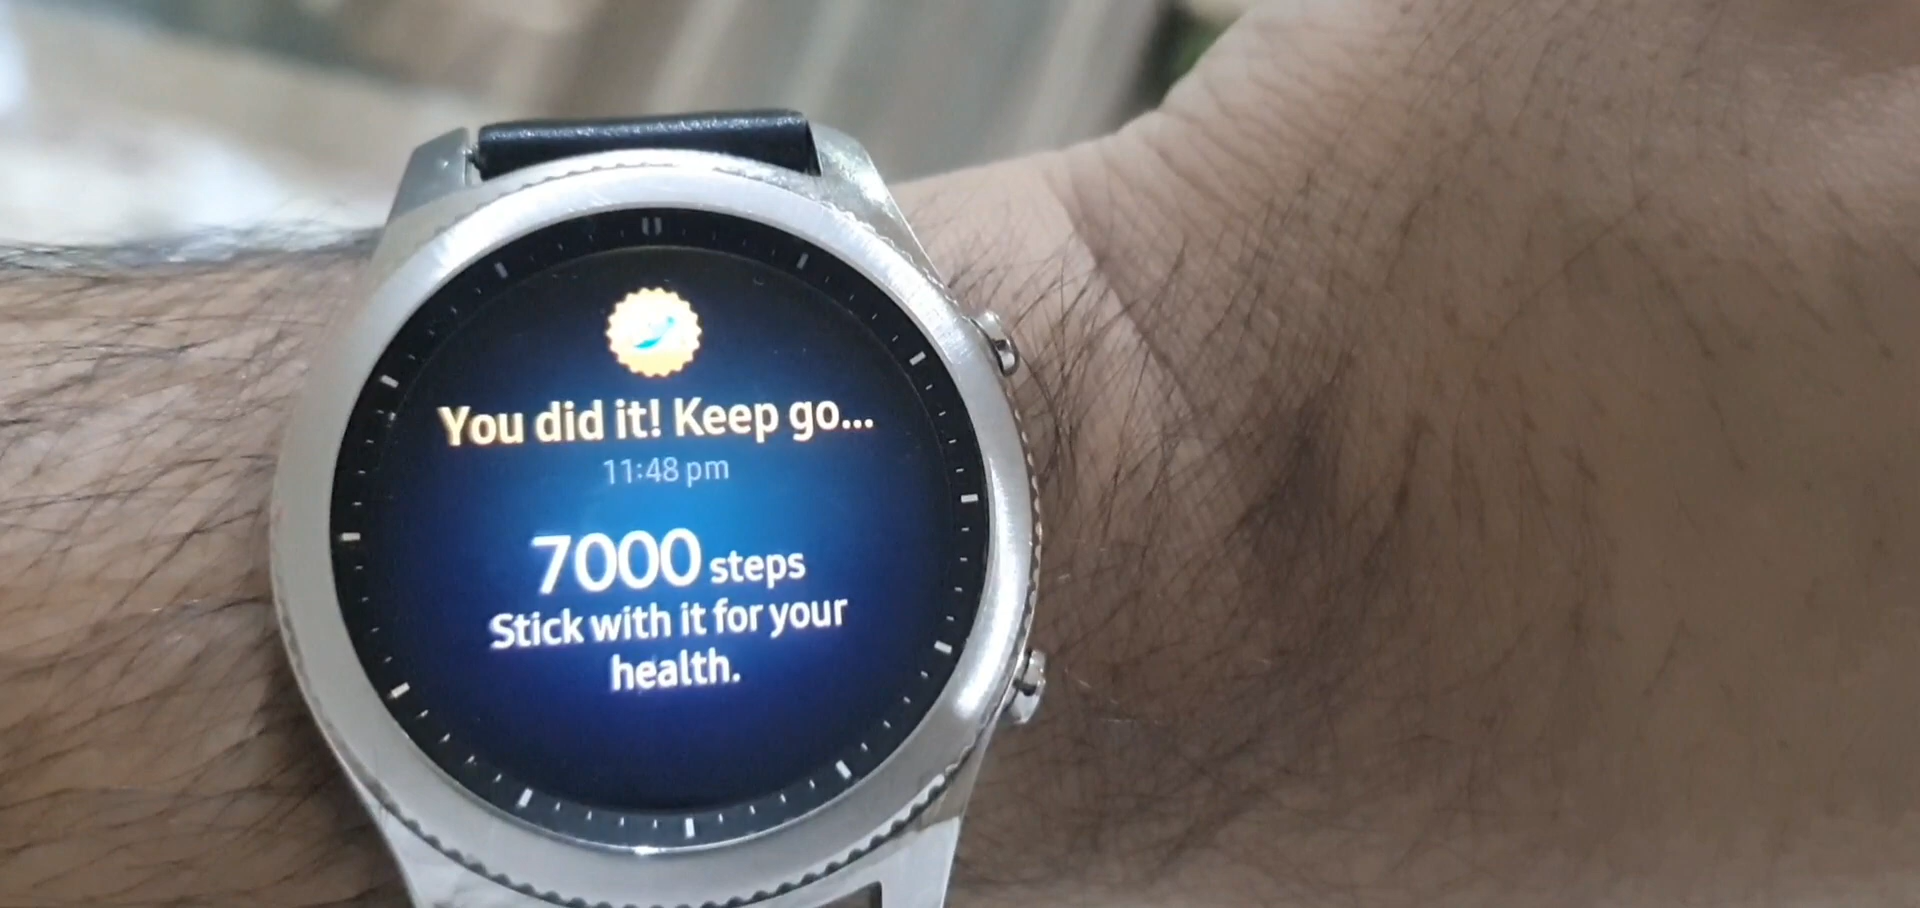 You did it! Keep go...
11:48 pm
7000 steps
Stick with it for your
health.